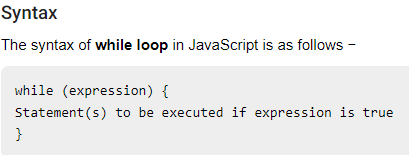 Syntax
The syntax of while loop in JavaScript is as follows −
while (expression) {
Statement(s) to be executed if expression is true
}